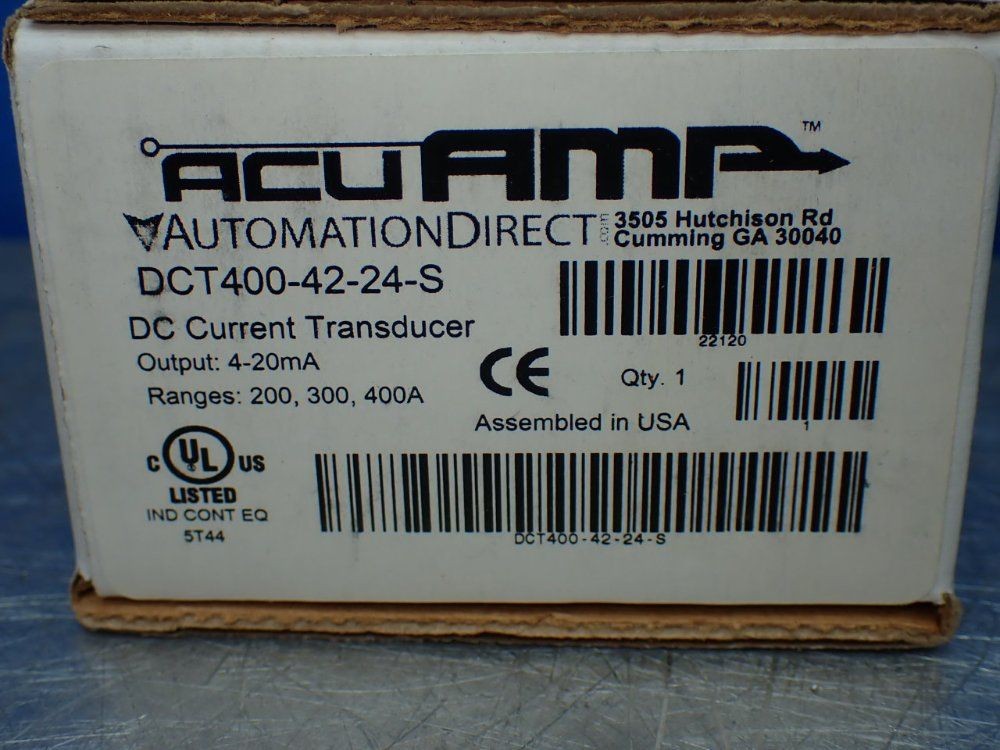 ACUAMP™
AUTOMATIONDIRECT.COM 3505 Hutchison Rd
Cumming GA 30040
DCT400-42-24-S
22120
DC Current Transducer
Output: 4-20mA
CE
Qty. 1
Ranges: 200, 300, 400A
1
Assembled in USA
C UL US
LISTED
IND CONT EQ
5T44
DCT400-42-24-S